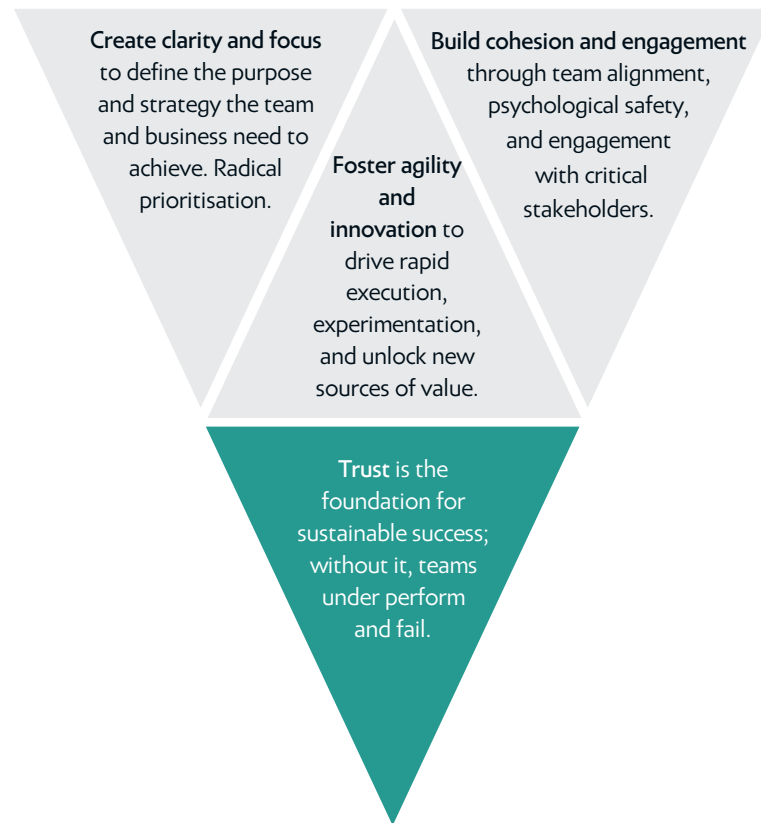 Create clarity and focus
to define the purpose
and strategy the team
and business need to
achieve. Radical
prioritisation.
Foster agility
and
innovation to
drive rapid
execution,
experimentation,
and unlock new
sources of value.
Build cohesion and engagement
through team alignment,
psychological safety,
and engagement
with critical
stakeholders.
Trust is the
foundation for
sustainable success;
without it, teams
under perform
and fail.